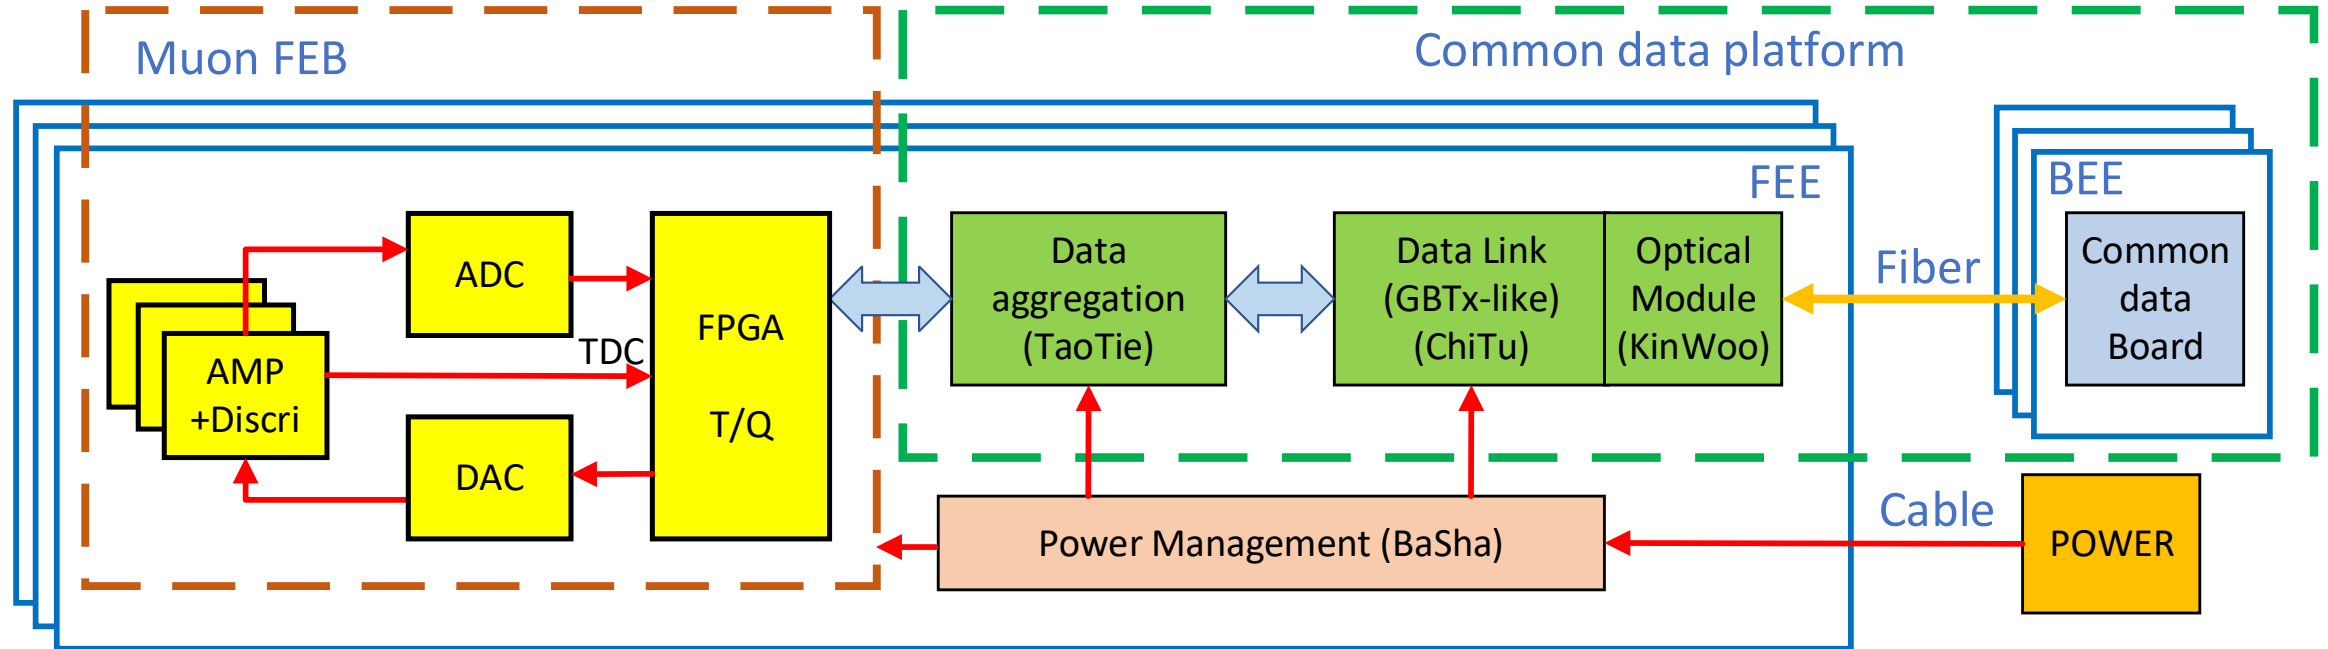 Muon FEB
Common data platform
FEE
BEE
ADC
AMP
+Discri
TDC
DAC
FPGA
T/Q
Data
aggregation
(TaoTie)
Data Link
(GBTx-like)
(ChiTu)
Optical
Module
(KinWoo)
Fiber
Common
data
Board
Power Management (BaSha)
Cable
POWER